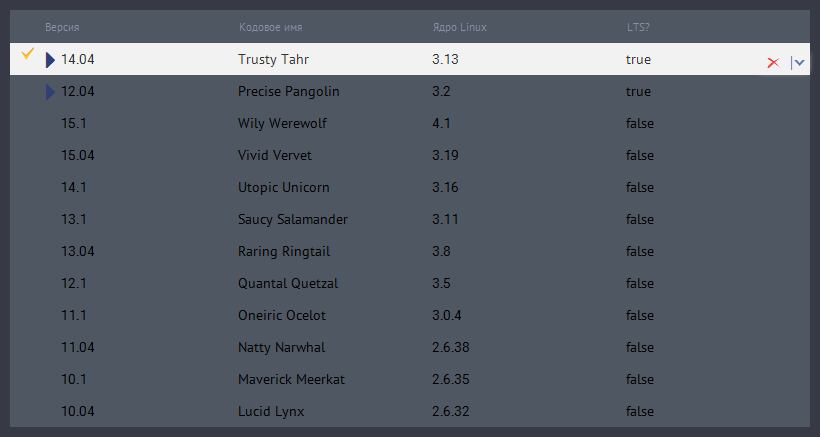 Версия Кодовое имя Ядро Linux LTS?
14.04 Trusty Tahr 3.13 true
12.04 Precise Pangolin 3.2 true
15.1 Wily Werewolf 4.1 false
15.04 Vivid Vervet 3.19 false
14.1 Utopic Unicorn 3.16 false
13.1 Saucy Salamander 3.11 false
13.04 Raring Ringtail 3.8 false
12.1 Quantal Quetzal 3.5 false
11.1 Oneiric Ocelot 3.0.4 false
11.04 Natty Narwhal 2.6.38 false
10.1 Maverick Meerkat 2.6.35 false
10.04 Lucid Lynx 2.6.32 false